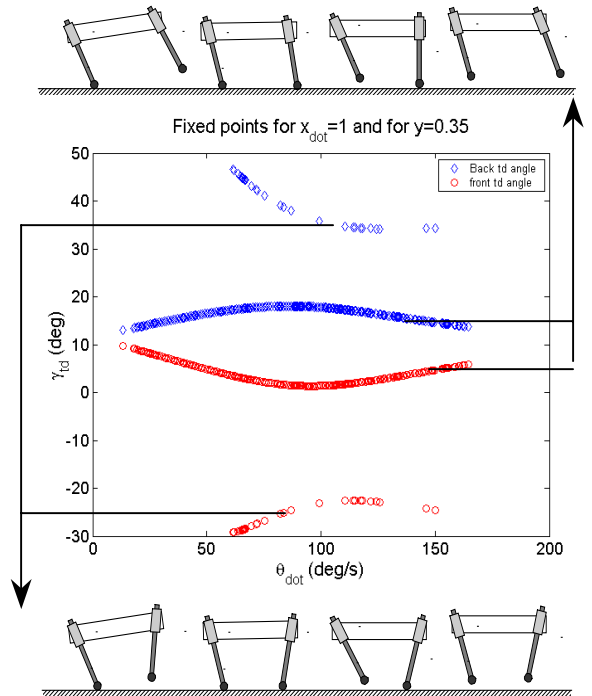 Fixed points for x_dot=1 and for y=0.35
Back td angle
front td angle
50
40
30
20
10
0
-10
-20
-30
γ_td (deg)
0
50
100
150
200
θ_dot (deg/s)